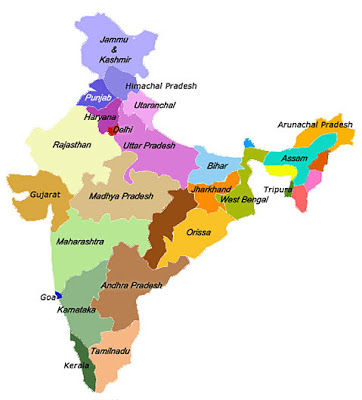 Jammu
&
Kashmir
Himachal Pradesh
Punjab
Utaranchal
Haryana
Delhi
Arunachal Pradesh
Rajasthan
Uttar Pradesh
Bihar
Assam
Gujarat
Madhya Pradesh
Jharkhand
Tripura
West Bengal
Maharashtra
Orissa
Andhra Pradesh
Goa
Karnataka
Tamilnadu
Kerala